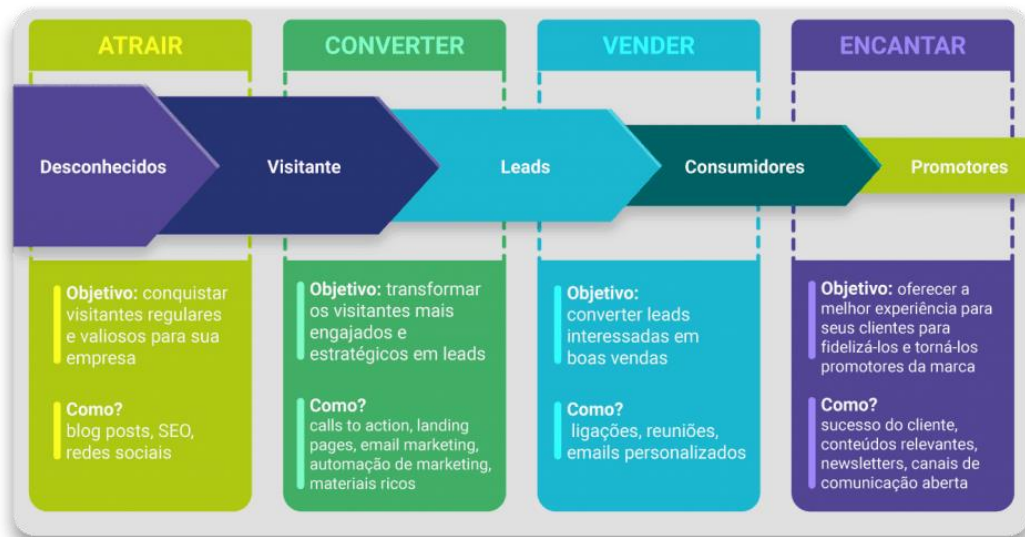 ATRAIR
CONVERTER
VENDER
ENCANTAR
Desconhecidos
Visitante
Leads
Consumidores
Promotores
Objetivo: conquistar
visitantes regulares
e valiosos para sua
empresa
Como?
blog posts, SEO,
redes sociais
Objetivo: transformar
os visitantes mais
engajados e
estratégicos em leads
Como?
calls to action, landing
pages, email marketing,
automação de marketing,
materiais ricos
Objetivo:
converter leads
interessadas em
boas vendas
Como?
ligações, reuniões,
emails personalizados
Objetivo: oferecer a
melhor experiência para
seus clientes para
fidelizá-los e torná-los
promotores da marca
Como?
sucesso do cliente,
conteúdos relevantes,
newsletters, canais de
comunicação aberta